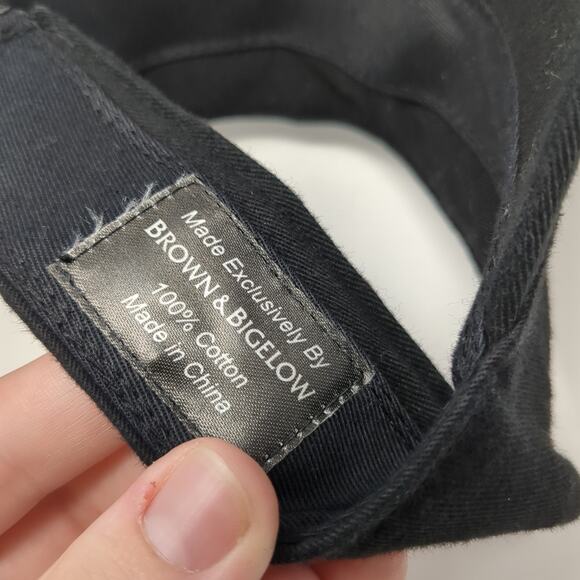 Made Exclusively By
BROWN & BIGELOW
100% Cotton
Made in China